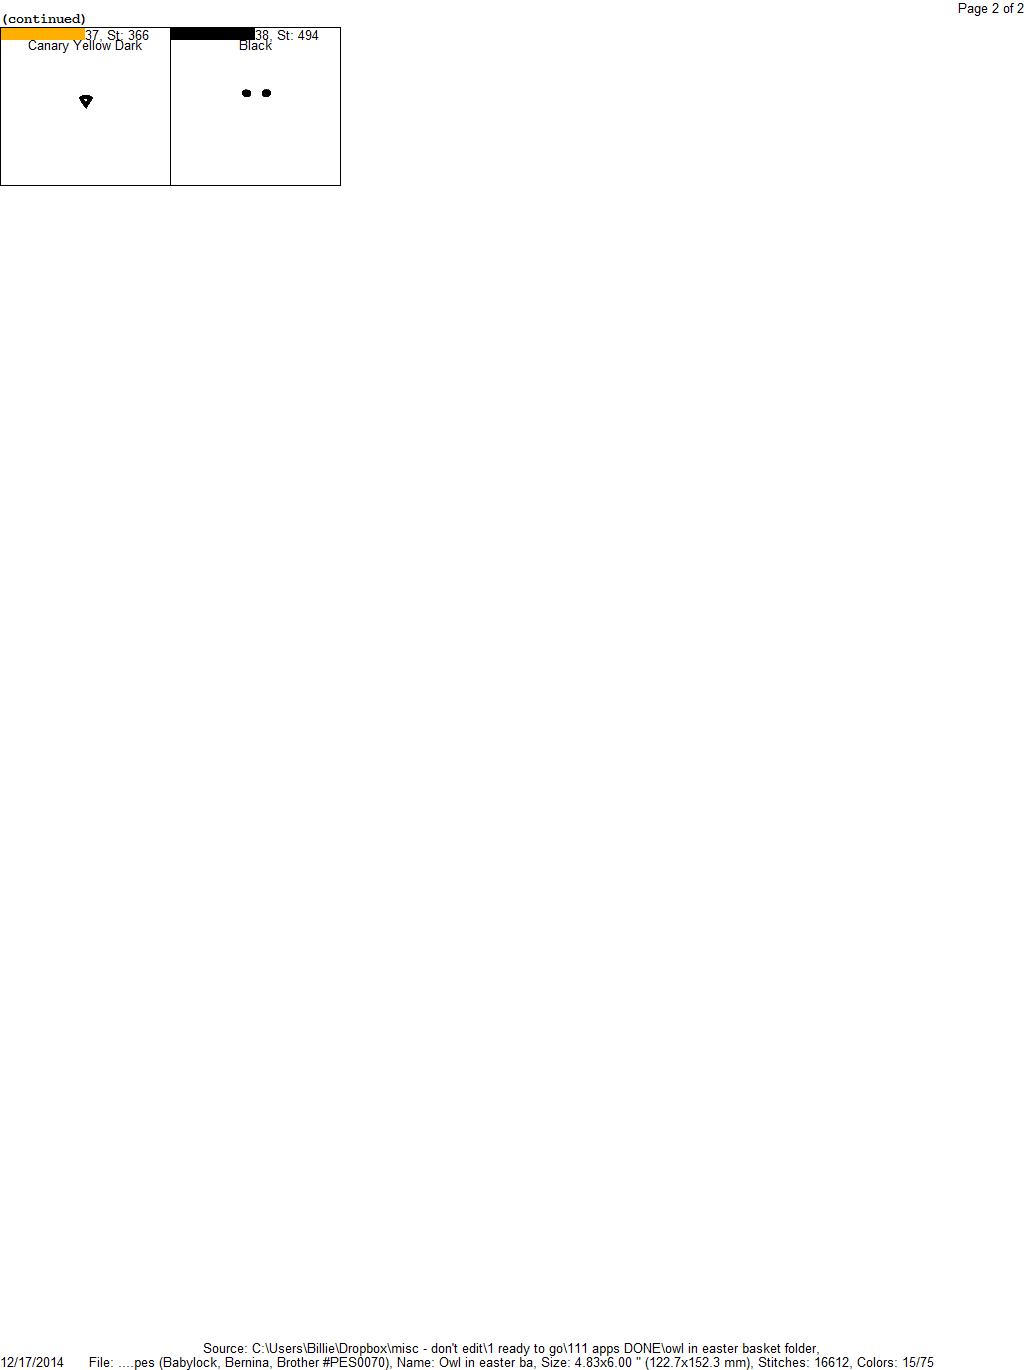 Page 2 of 2
(continued)
37, St: 366
Canary Yellow Dark
38, St: 494
Black
Source: C:\Users\Billie\Dropbox\misc - don't edit\1 ready to go\111 apps DONE\owl in easter basket folder,
12/17/2014 File: ....pes (Babylock, Bernina, Brother #PES0070), Name: Owl in easter ba, Size: 4.83x6.00 " (122.7x152.3 mm), Stitches: 16612, Colors: 15/75